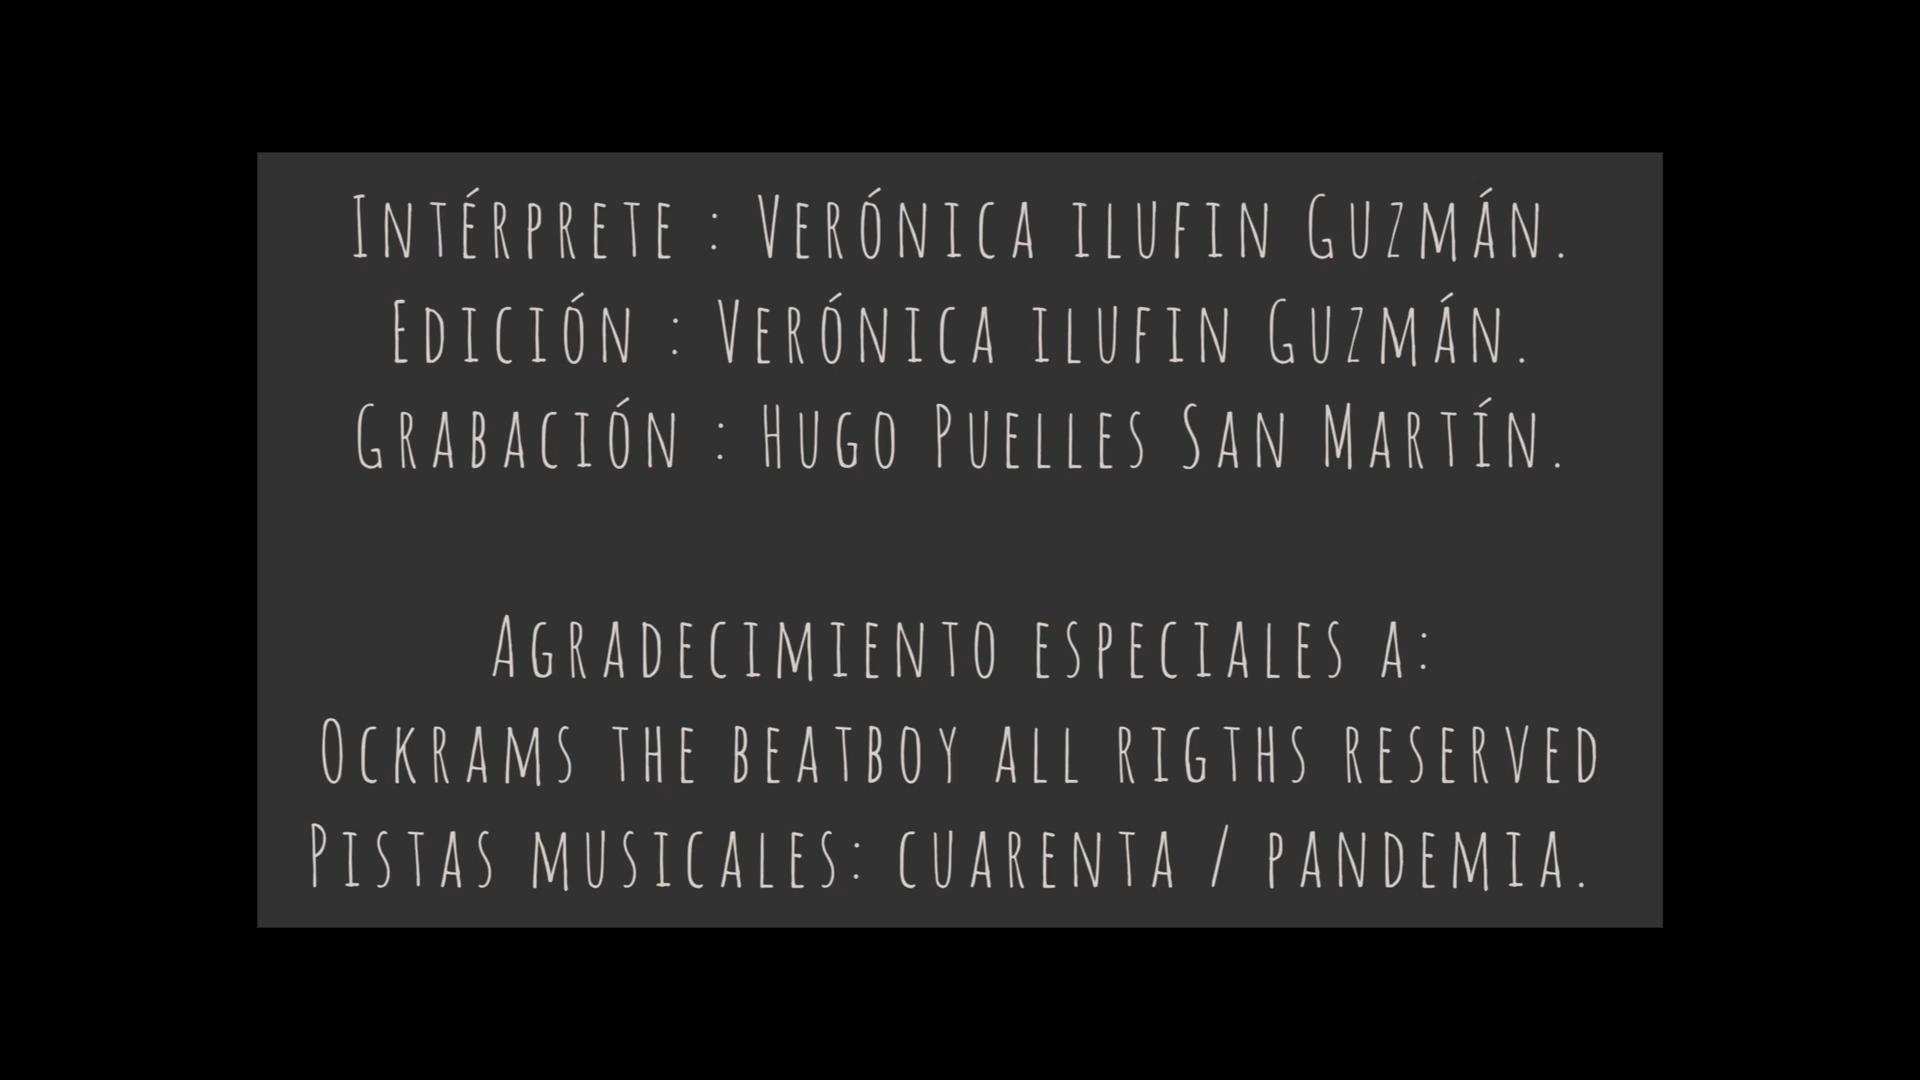 Intérprete : Verónica ilufin Guzmán.
Edición : Verónica ilufin Guzmán.
Grabación : Hugo Puelles San Martín.
Agradecimiento especiales a:
Ockrams the beatboy all rigths reserved
Pistas musicales: cuarenta / pandemia.